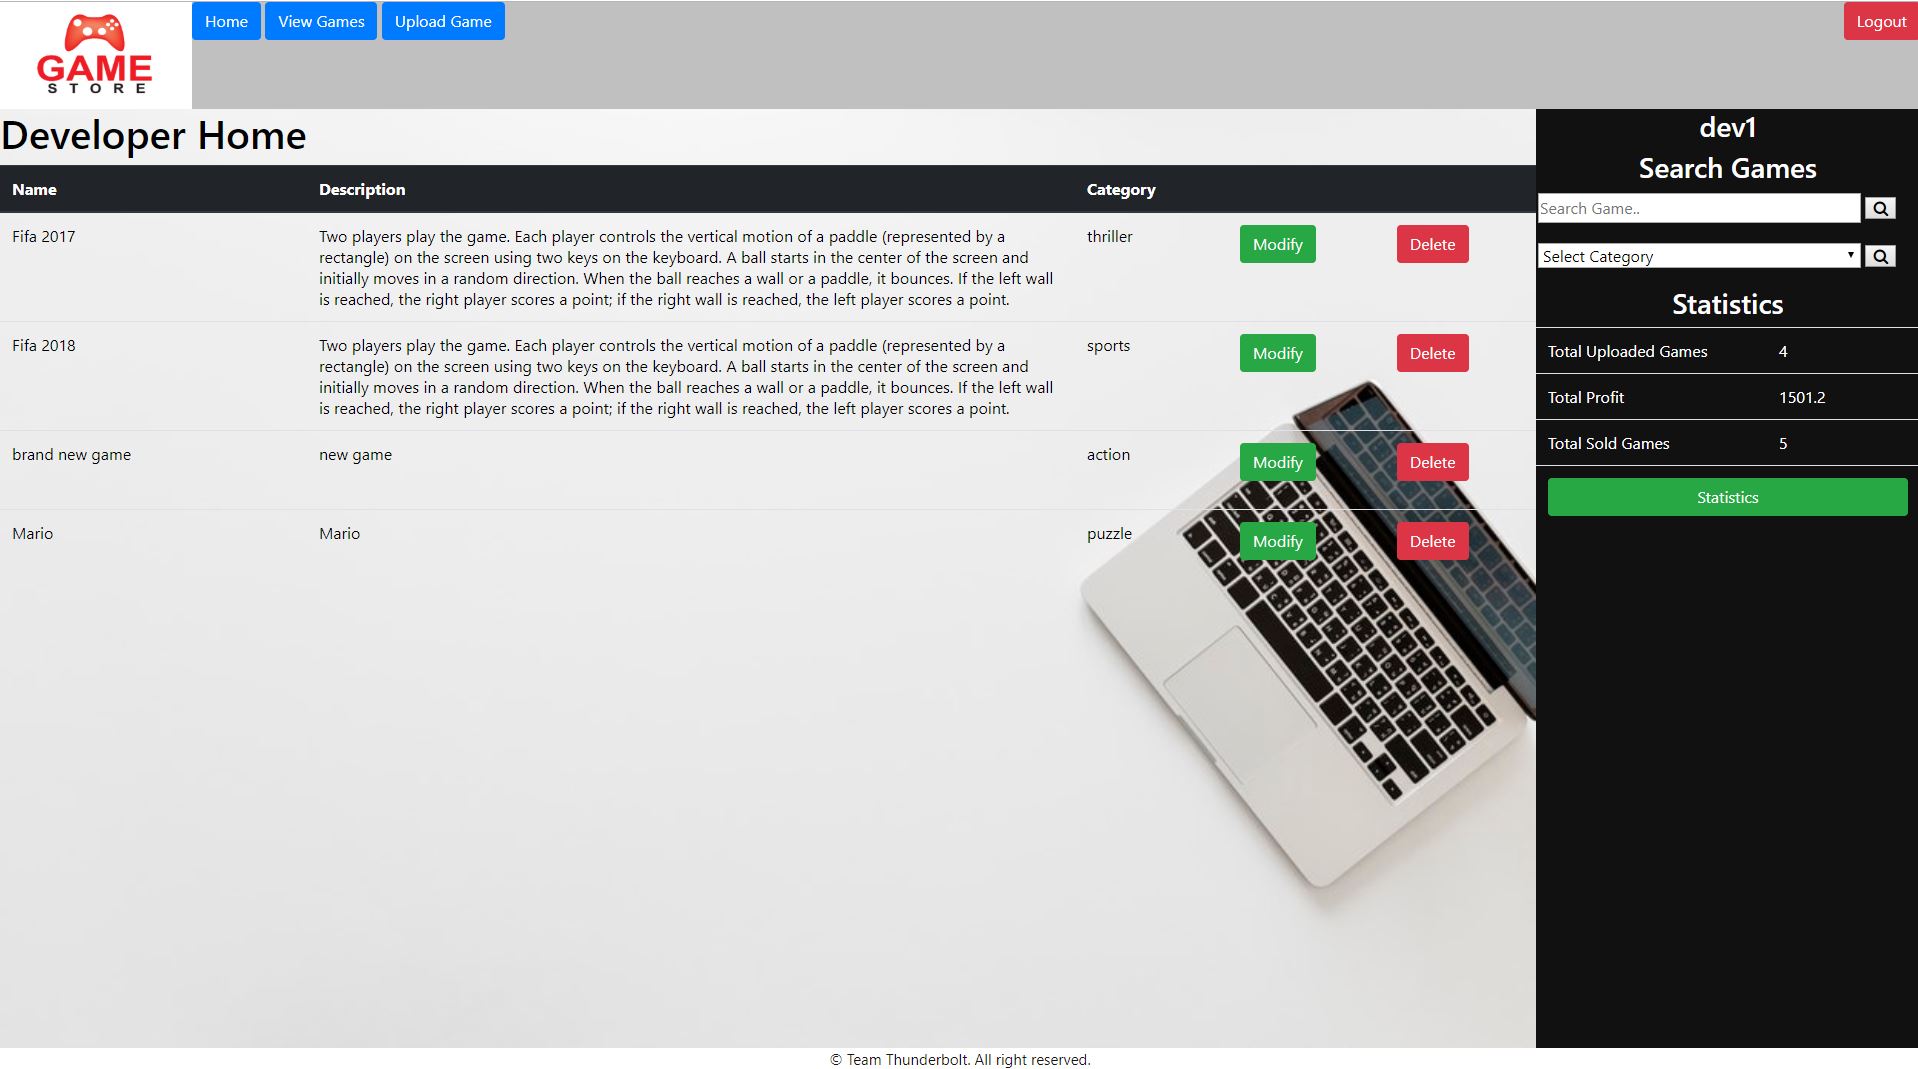 GAME
STORE
Home
View Games
Upload Game
Logout
Developer Home
Name
Description
Category
Fifa 2017
Two players play the game. Each player controls the vertical motion of a paddle (represented by a
rectangle) on the screen using two keys on the keyboard. A ball starts in the center of the screen and
initially moves in a random direction. When the ball reaches a wall or a paddle, it bounces. If the left wall
is reached, the right player scores a point; if the right wall is reached, the left player scores a point.
thriller
Modify
Delete
Fifa 2018
Two players play the game. Each player controls the vertical motion of a paddle (represented by a
rectangle) on the screen using two keys on the keyboard. A ball starts in the center of the screen and
initially moves in a random direction. When the ball reaches a wall or a paddle, it bounces. If the left wall
is reached, the right player scores a point; if the right wall is reached, the left player scores a point.
sports
Modify
Delete
brand new game
new game
action
Modify
Delete
Mario
Mario
puzzle
Modify
Delete
dev1
Search Games
Search Game..
Select Category
Statistics
Total Uploaded Games 4
Total Profit 1501.2
Total Sold Games 5
Statistics
© Team Thunderbolt. All right reserved.